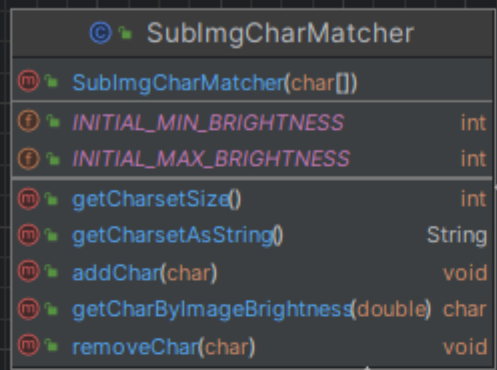 SubImgCharMatcher
SubImgCharMatcher(char[])
INITIAL_MIN_BRIGHTNESS int
INITIAL_MAX_BRIGHTNESS int
getCharsetSize() int
getCharsetAsString() String
addChar(char) void
getCharByImageBrightness(double) char
removeChar(char) void